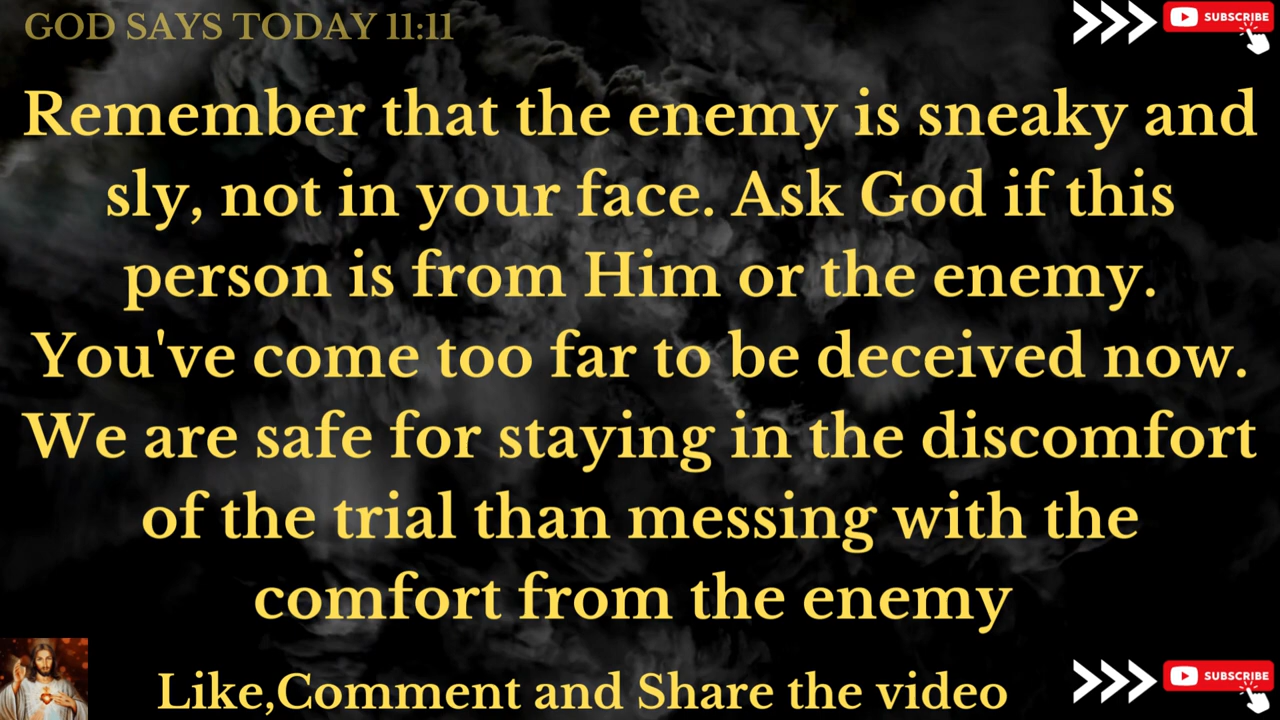 GOD SAYS TODAY 11:11
SUBSCRIBE
Remember that the enemy is sneaky and
sly, not in your face. Ask God if this
person is from Him or the enemy.
You've come too far to be deceived now.
We are safe for staying in the discomfort
of the trial than messing with the
comfort from the enemy
Like,Comment and Share the video
SUBSCRIBE